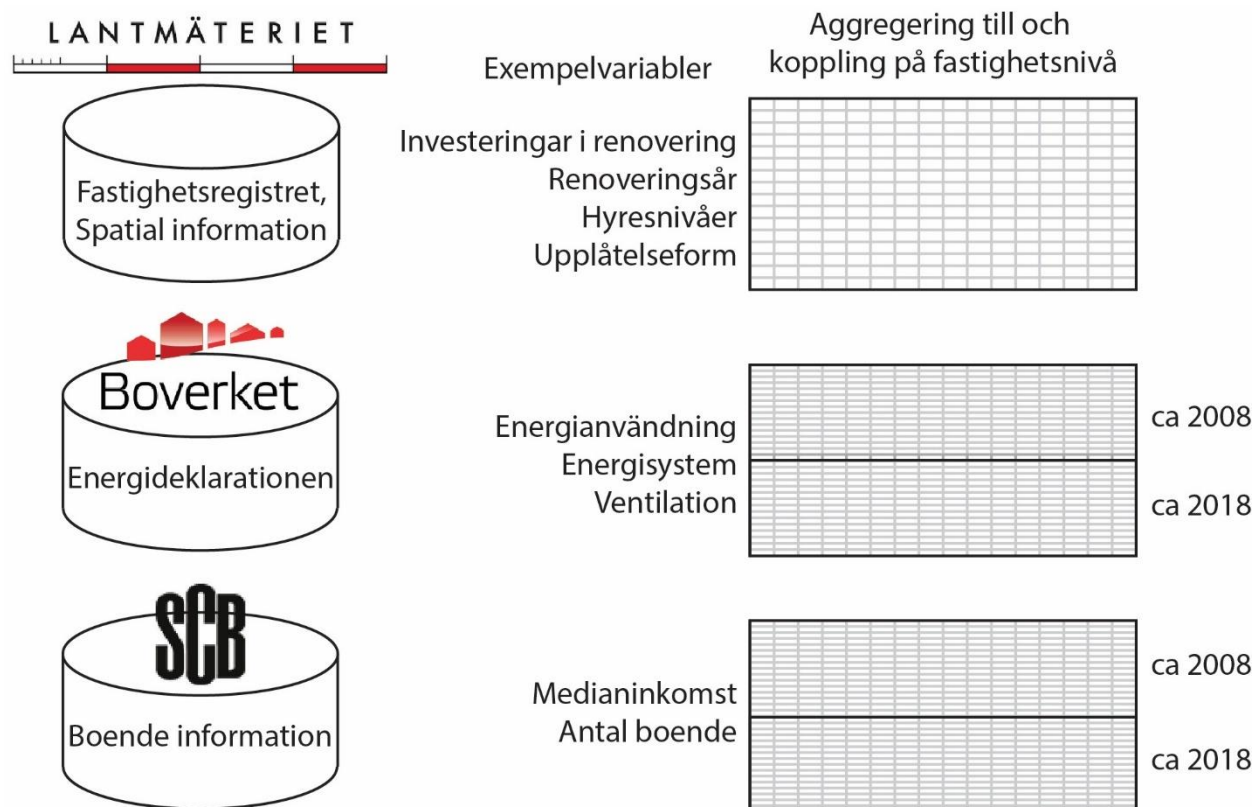 LANTMÄTERIET
Exempelvariabler
Aggregering till och
koppling på fastighetsnivå
Fastighetsregistret,
Spatial information
Investeringar i renovering
Renoveringsår
Hyresnivåer
Upplåtelseform
Boverket
Energideklarationen
Energianvändning
Energisystem
Ventilation
ca 2008
ca 2018
SCB
Boende information
Medianinkomst
Antal boende
ca 2008
ca 2018